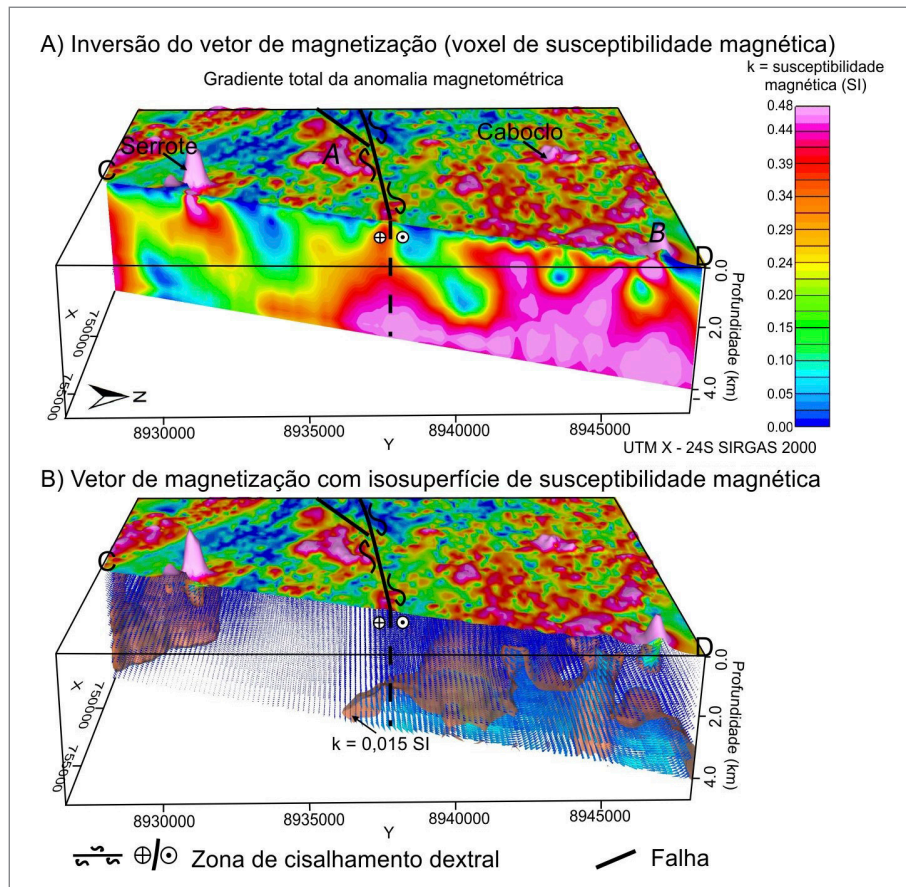 A) Inversão do vetor de magnetização (voxel de susceptibilidade magnética)
Gradiente total da anomalia magnetométrica
k = susceptibilidade
magnética (SI)
0.48
0.44
0.39
0.34
0.29
0.24
0.20
0.15
0.10
0.05
0.00
Serrote
A
Caboclo
C
B
D
0.0
2.0
4.0
Profundidade (km)
X
750000
755000
N
8930000
8935000
8940000
8945000
Y
UTM X - 24S SIRGAS 2000
B) Vetor de magnetização com isosuperfície de susceptibilidade magnética
C
D
0.0
2.0
4.0
Profundidade (km)
X
750000
755000
k = 0,015 SI
8930000
8935000
8940000
8945000
Y
Zona de cisalhamento dextral
Falha